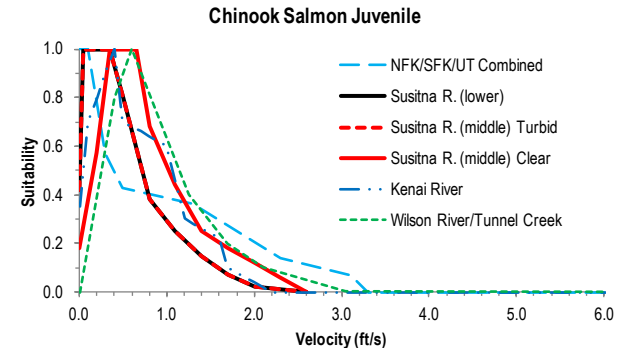 Chinook Salmon Juvenile
1.0
0.8
0.6
0.4
0.2
0.0
Suitability
NFK/SFK/UT Combined
Susitna R. (lower)
Susitna R. (middle) Turbid
Susitna R. (middle) Clear
Kenai River
Wilson River/Tunnel Creek
0.0 1.0 2.0 3.0 4.0 5.0 6.0
Velocity (ft/s)